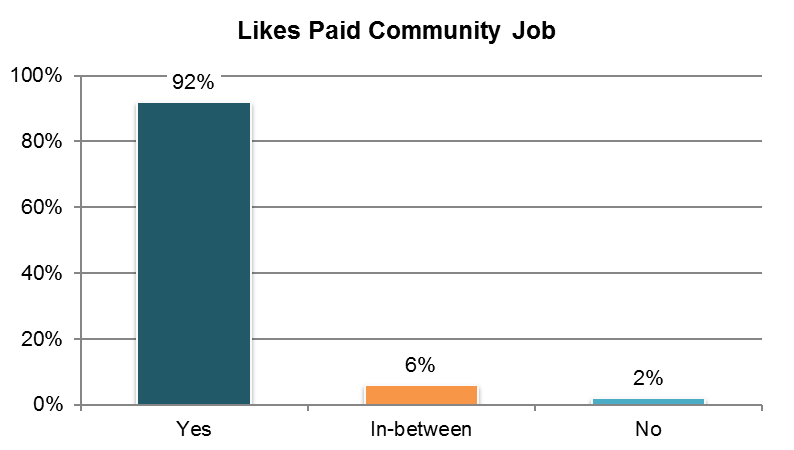 Likes Paid Community Job
100%
92%
80%
60%
40%
20%
6%
2%
0%
Yes
In-between
No